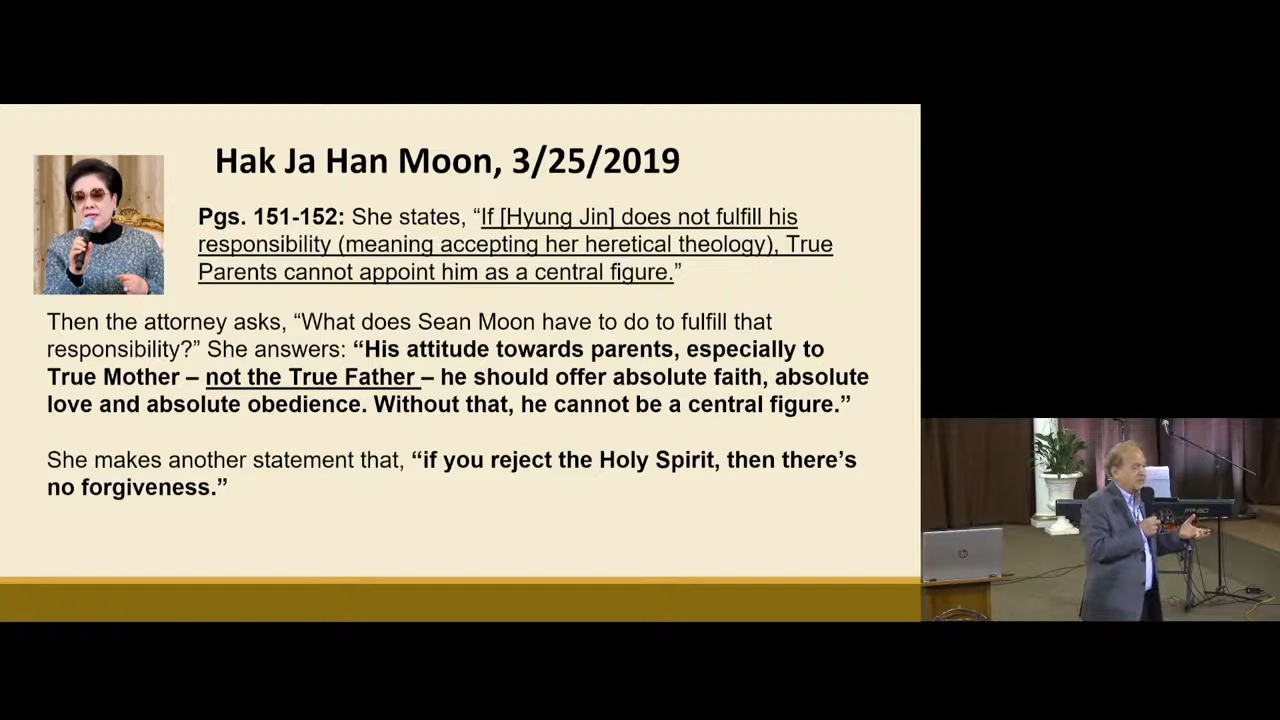 Hak Ja Han Moon, 3/25/2019
Pgs. 151-152: She states, “If [Hyung Jin] does not fulfill his
responsibility (meaning accepting her heretical theology), True
Parents cannot appoint him as a central figure.”
Then the attorney asks, “What does Sean Moon have to do to fulfill that
responsibility?” She answers: “His attitude towards parents, especially to
True Mother – not the True Father – he should offer absolute faith, absolute
love and absolute obedience. Without that, he cannot be a central figure.”
She makes another statement that, “if you reject the Holy Spirit, then there’s
no forgiveness.”